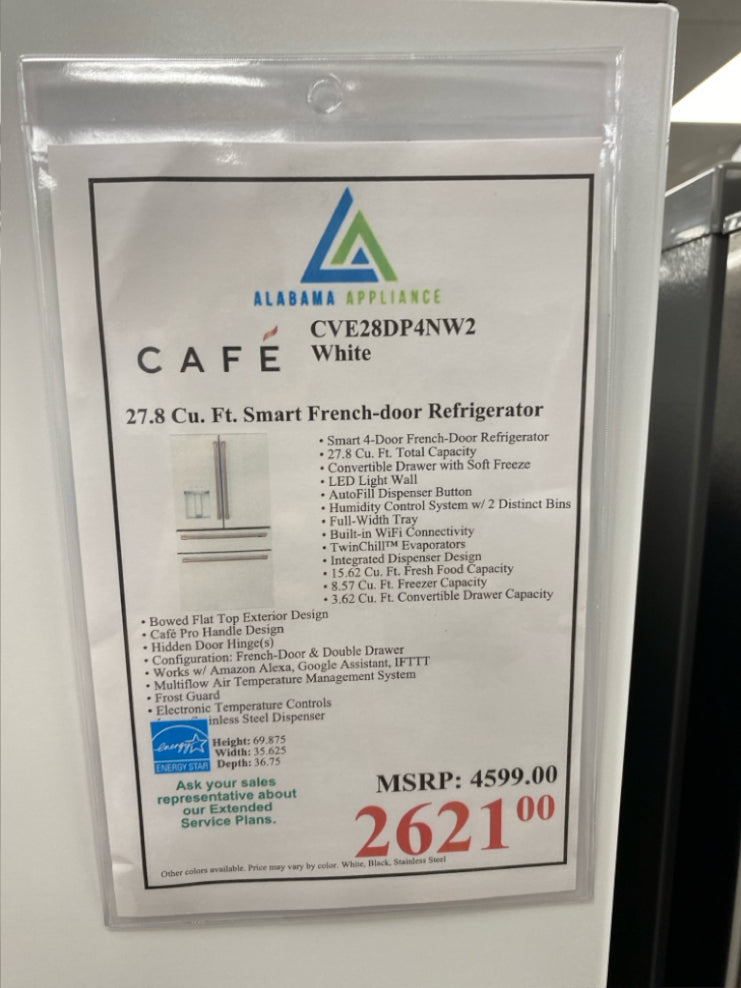 ALABAMA APPLIANCE
CAFÉ
CVE28DP4NW2
White
27.8 Cu. Ft. Smart French-door Refrigerator
• Smart 4-Door French-Door Refrigerator
• 27.8 Cu. Ft. Total Capacity
• Convertible Drawer with Soft Freeze
• LED Light Wall
• AutoFill Dispenser Button
• Humidity Control System w/ 2 Distinct Bins
• Full-Width Tray
• Built-in WiFi Connectivity
• TwinChill™ Evaporators
• Integrated Dispenser Design
• 15.62 Cu. Ft. Fresh Food Capacity
• 8.57 Cu. Ft. Freezer Capacity
• 3.62 Cu. Ft. Convertible Drawer Capacity
• Bowed Flat Top Exterior Design
• Café Pro Handle Design
• Hidden Door Hinge(s)
• Configuration: French-Door & Double Drawer
• Works w/ Amazon Alexa, Google Assistant, IFTTT
• Multiflow Air Temperature Management System
• Frost Guard
• Electronic Temperature Controls
inless Steel Dispenser
energy
ENERGY STAR
Height: 69.875
Width: 35.625
Depth: 36.75
Ask your sales
representative about
our Extended
Service Plans.
MSRP: 4599.00
2621 00
Other colors available. Price may vary by color. White, Black, Stainless Steel